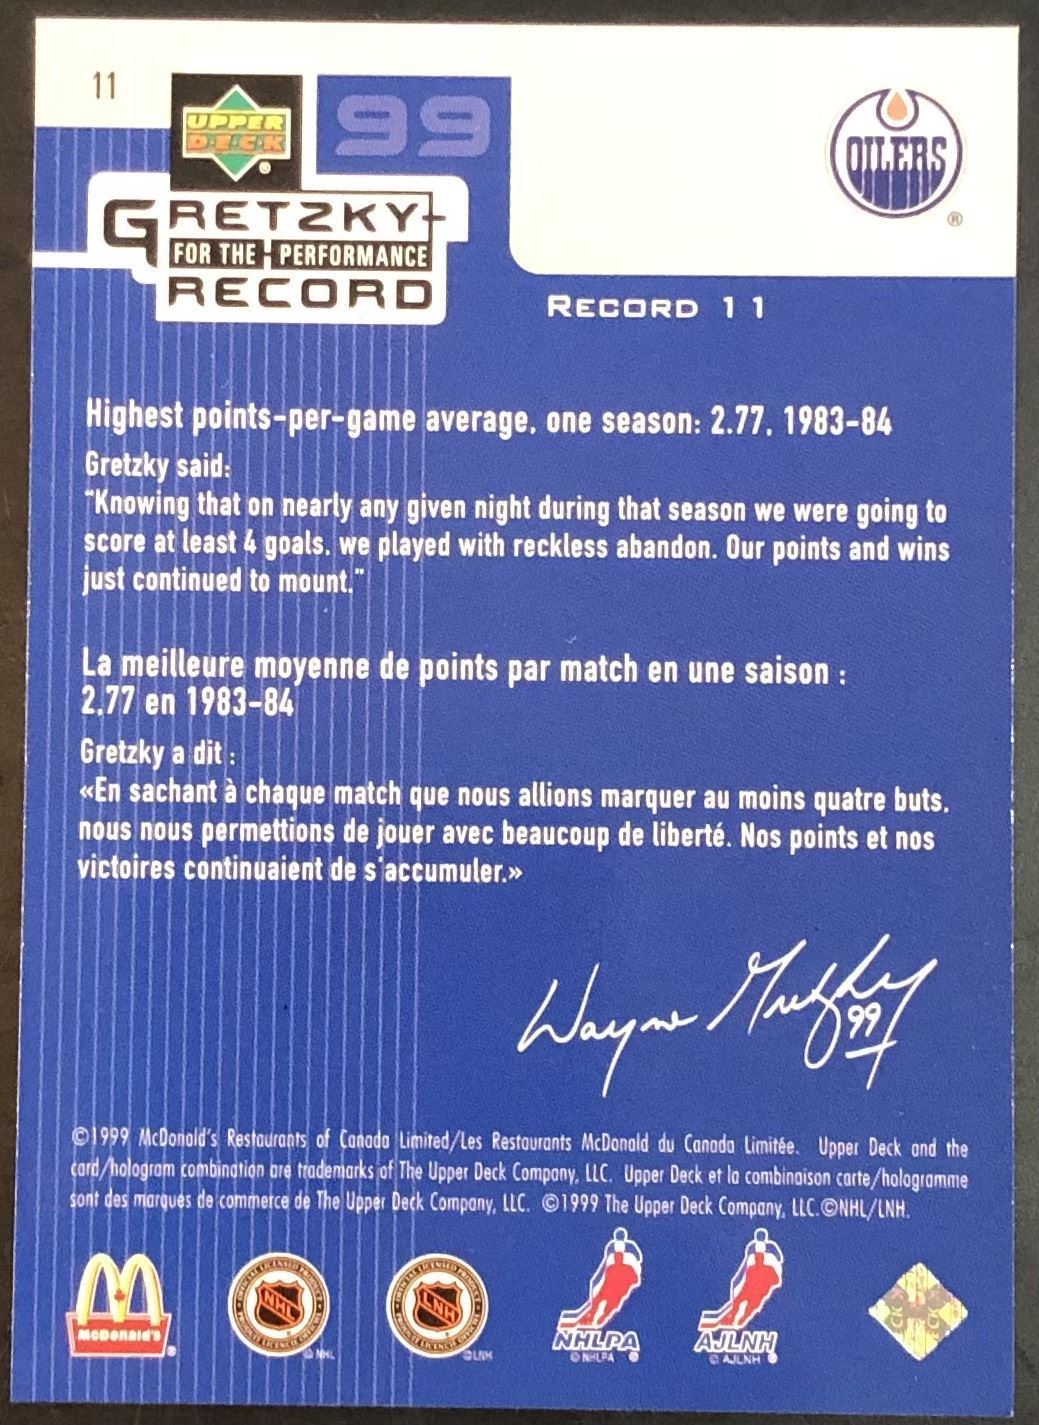 11
UPPER
DECK
99
OILERS
®
GRETZKY
FOR THE PERFORMANCE
RECORD
RECORD 11
Highest points-per-game average, one season: 2.77, 1983-84
Gretzky said:
"Knowing that on nearly any given night during that season we were going to
score at least 4 goals, we played with reckless abandon. Our points and wins
just continued to mount."
La meilleure moyenne de points par match en une saison :
2.77 en 1983-84
Gretzky a dit :
«En sachant à chaque match que nous allions marquer au moins quatre buts,
nous nous permettions de jouer avec beaucoup de liberté. Nos points et nos
victoires continuaient de s'accumuler.»
Wayne Gretzky
99
©1999 McDonald's Restaurants of Canada Limited/Les Restaurants McDonald du Canada Limitée. Upper Deck and the
card/hologram combination are trademarks of The Upper Deck Company, LLC. Upper Deck et la combinaison carte/hologramme
sont des marques de commerce de The Upper Deck Company, LLC. ©1999 The Upper Deck Company, LLC.©NHL/LNH.
McDonald's ®
NHL
© NHL
LNH
©LNH
NHLPA
© NHLPA ®
AJLNH
© AJLNH ®